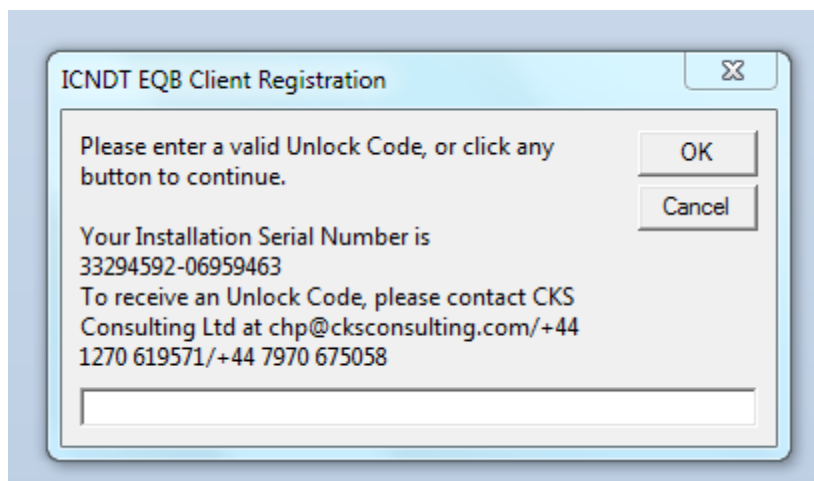 ICNDT EQB Client Registration
Please enter a valid Unlock Code, or click any
button to continue.
OK
Cancel
Your Installation Serial Number is
33294592-06959463
To receive an Unlock Code, please contact CKS
Consulting Ltd at chp@cksconsulting.com/+44
1270 619571/+44 7970 675058